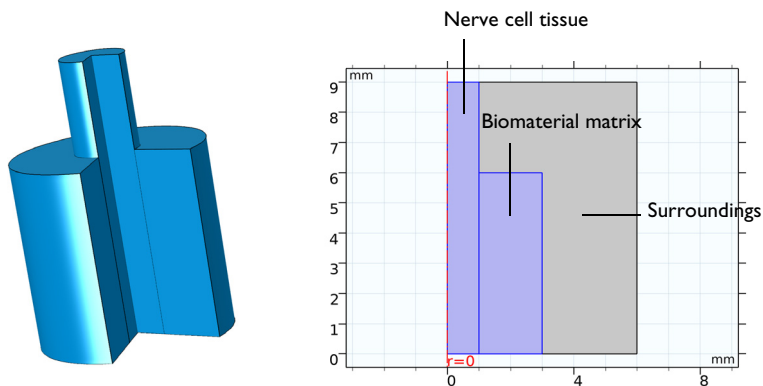 Nerve cell tissue
mm
9
8
Biomaterial matrix
7
6
5
Surroundings
4
3
2
1
0
r=0
mm
0
4
8